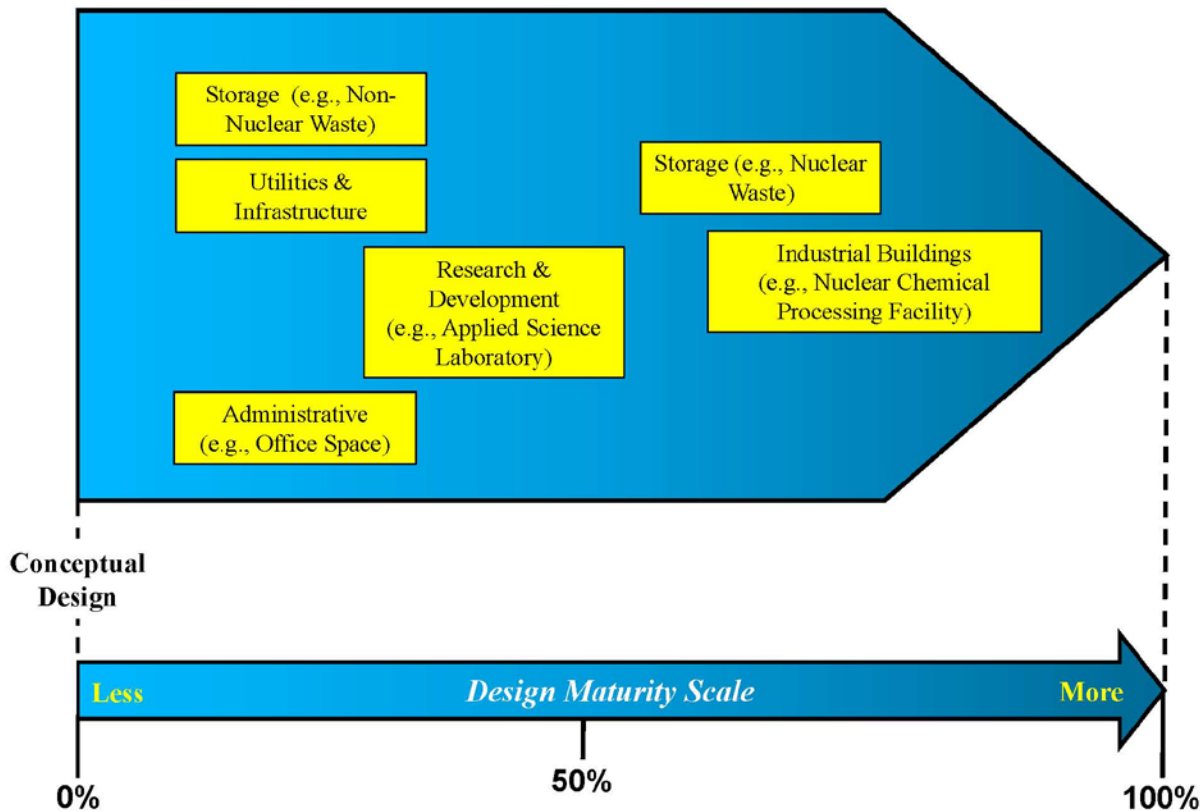 Storage (e.g., Non-
Nuclear Waste)
Utilities &
Infrastructure
Storage (e.g., Nuclear
Waste)
Research &
Development
(e.g., Applied Science
Laboratory)
Industrial Buildings
(e.g., Nuclear Chemical
Processing Facility)
Administrative
(e.g., Office Space)
Conceptual
Design
Less
Design Maturity Scale
More
0%
50%
100%